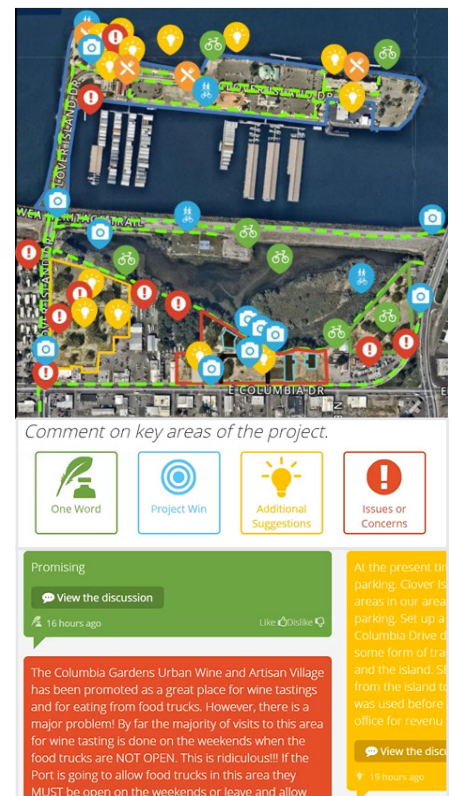 CLOVER ISLAND DR
CLOVER ISLAND DR
HERITAGE TRAIL
CLOVER ISLAND DR
E COLUMBIA DR
NE
E
Comment on key areas of the project.
One Word
Project Win
Additional
Suggestions
Issues or
Concerns
Promising
View the discussion
16 hours ago
Like Dislike
The Columbia Gardens Urban Wine and Artisan Village
has been promoted as a great place for wine tastings
and for eating from food trucks. However, there is a
major problem! By far the majority of visits to this area
for wine tasting is done on the weekends when the
food trucks are NOT OPEN. This is ridiculous!!! If the
Port is going to allow food trucks in this area they
MUST be open on the weekends or leave and allow
At the present tim
parking. Clover Is
areas in our area
parking. Set up a
Columbia Drive d
some form of tra
and the island. SE
from the island to
was used before
office for revenu
View the discu
19 hours ago